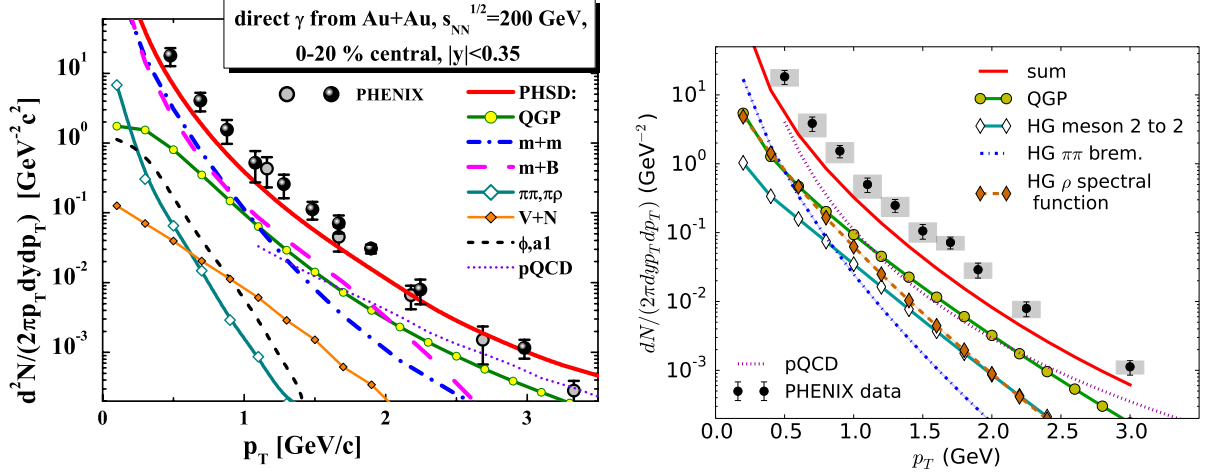 direct γ from Au+Au, s_NN^1/2=200 GeV,
0-20 % central, |y|<0.35
PHENIX
PHSD:
QGP
m+m
m+B
ππ,πρ
V+N
ϕ,a1
pQCD
d²N/(2πp_T dydp_T) [GeV⁻²c²]
10¹
10⁰
10⁻¹
10⁻²
10⁻³
0 1 2 3
p_T [GeV/c]
sum
QGP
HG meson 2 to 2
HG ππ brem.
HG ρ spectral
function
pQCD
PHENIX data
dN/(2πdyp_T dp_T) (GeV⁻²)
10¹
10⁰
10⁻¹
10⁻²
10⁻³
0.0 0.5 1.0 1.5 2.0 2.5 3.0
p_T (GeV)